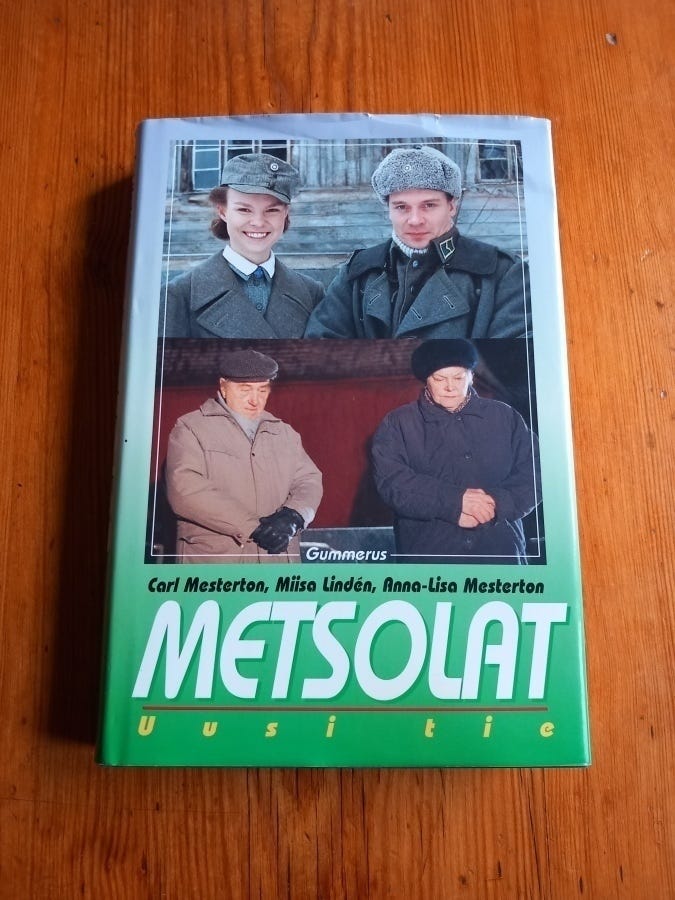 Gummerus
Carl Mesterton, Miisa Lindén, Anna-Lisa Mesterton
METSOLAT
Uusi tie